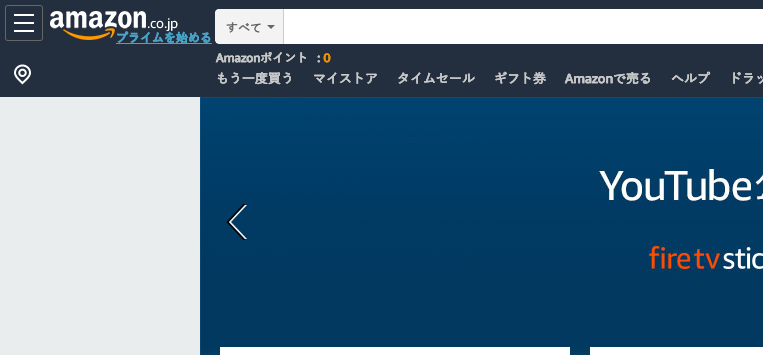 amazon.co.jp
プライムを始める
すべて
Amazonポイント : 0
もう一度買う マイストア タイムセール ギフト券 Amazonで売る ヘルプ ドラッ
YouTube
fire tv stic